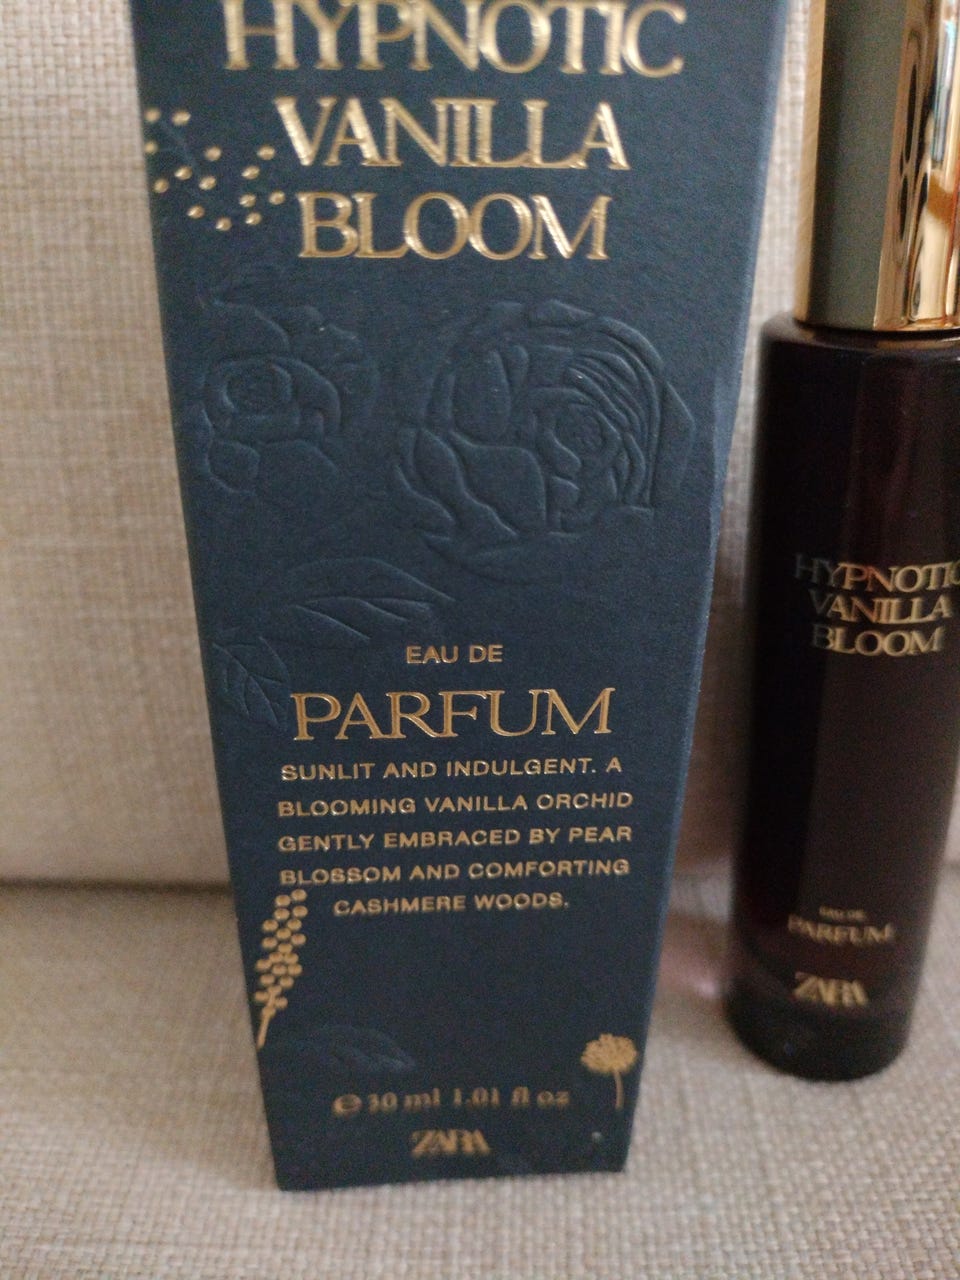 HYPNOTIC
VANILLA
BLOOM
EAU DE
PARFUM
SUNLIT AND INDULGENT. A
BLOOMING VANILLA ORCHID
GENTLY EMBRACED BY PEAR
BLOSSOM AND COMFORTING
CASHMERE WOODS.
℮ 30 ml 1.01 fl oz
ZARA
HYPNOTIC
VANILLA
BLOOM
EAU DE
PARFUM
ZARA